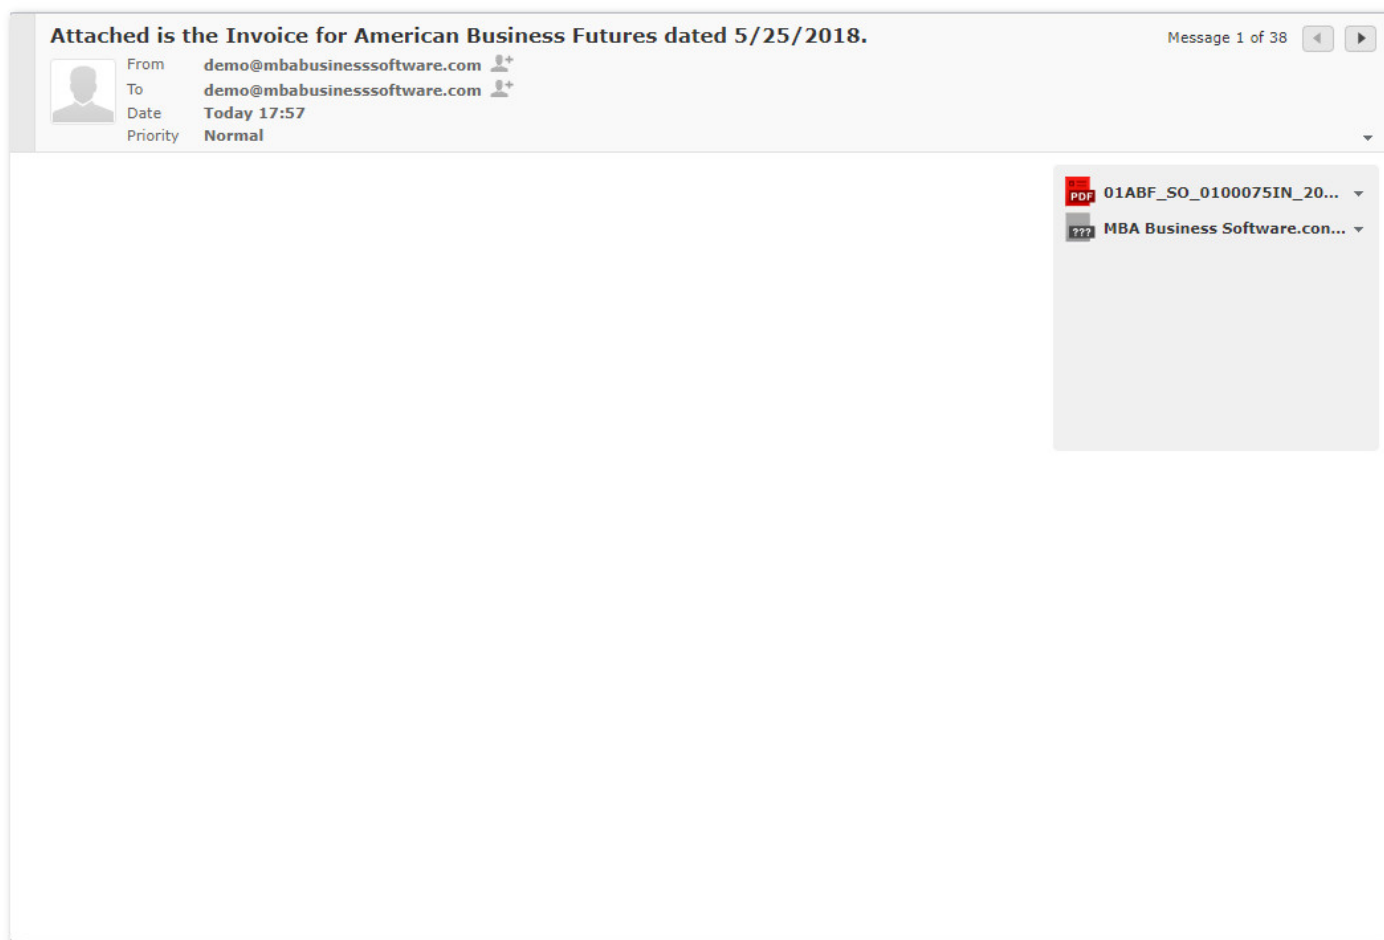 Attached is the Invoice for American Business Futures dated 5/25/2018.
Message 1 of 38
From demo@mbabusinesssoftware.com
To demo@mbabusinesssoftware.com
Date Today 17:57
Priority Normal
PDF 01ABF_SO_0100075IN_20...
??? MBA Business Software.con...